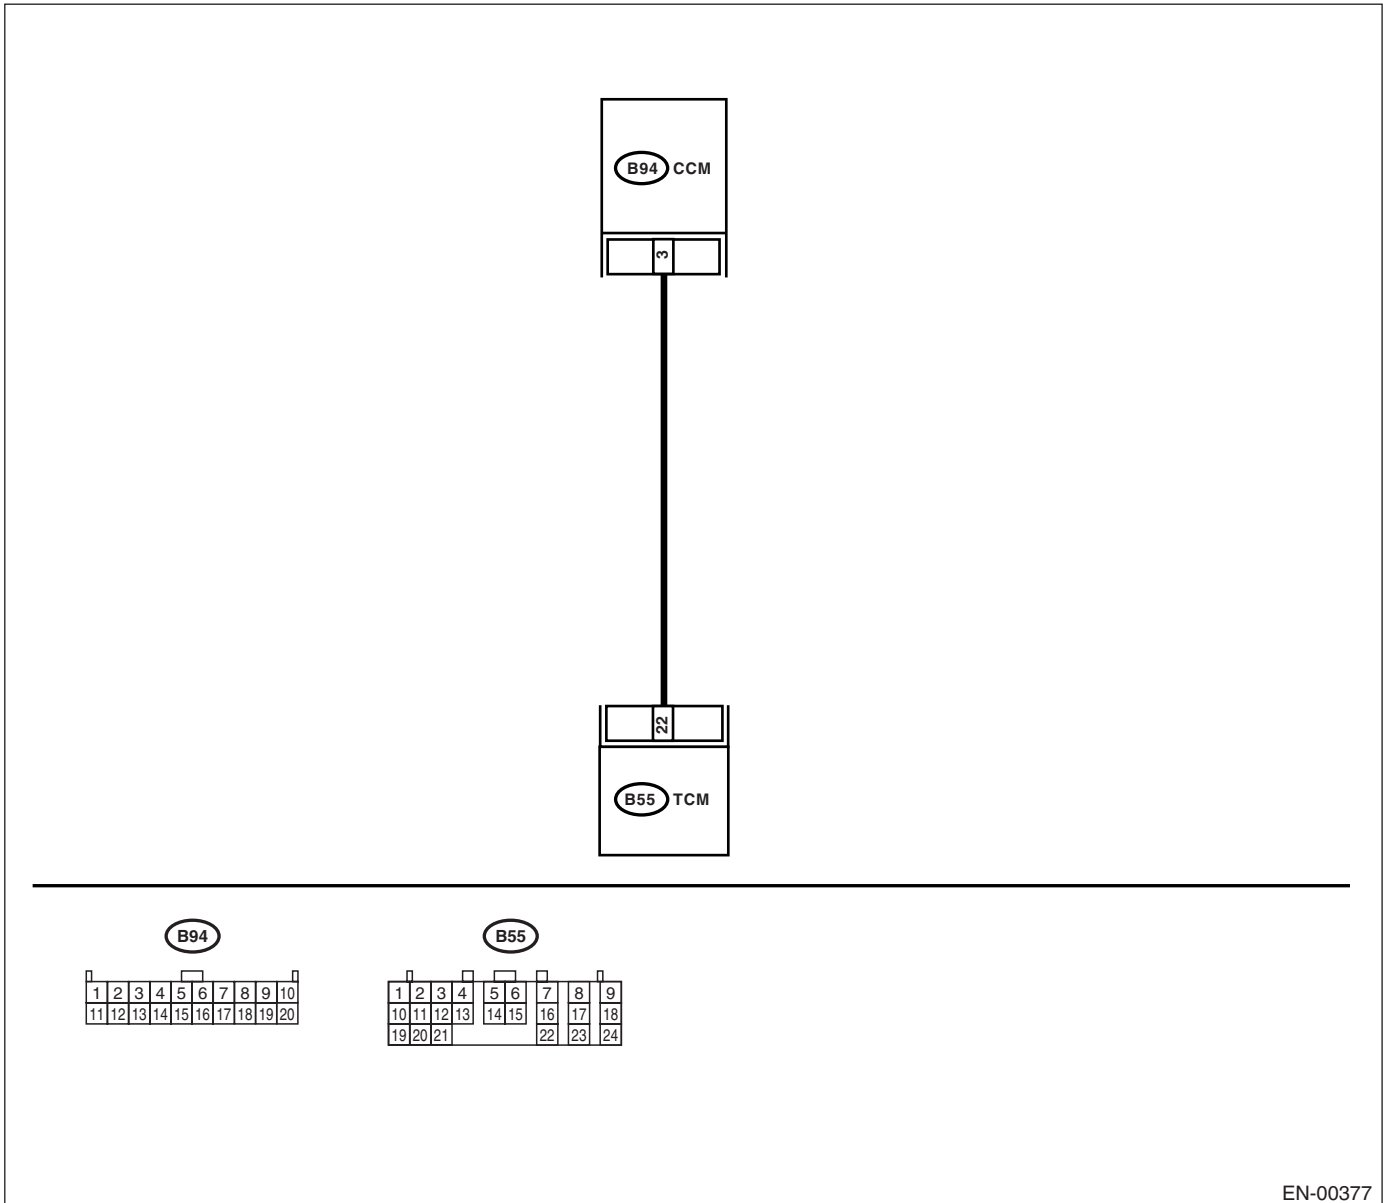 B94 CCM
3
22
B55 TCM
B94 B55
1 2 3 4 5 6 7 8 9 10
11 12 13 14 15 16 17 18 19 20
1 2 3 4 5 6 7 8 9
10 11 12 13 14 15 16 17 18
19 20 21 22 23 24
EN-00377